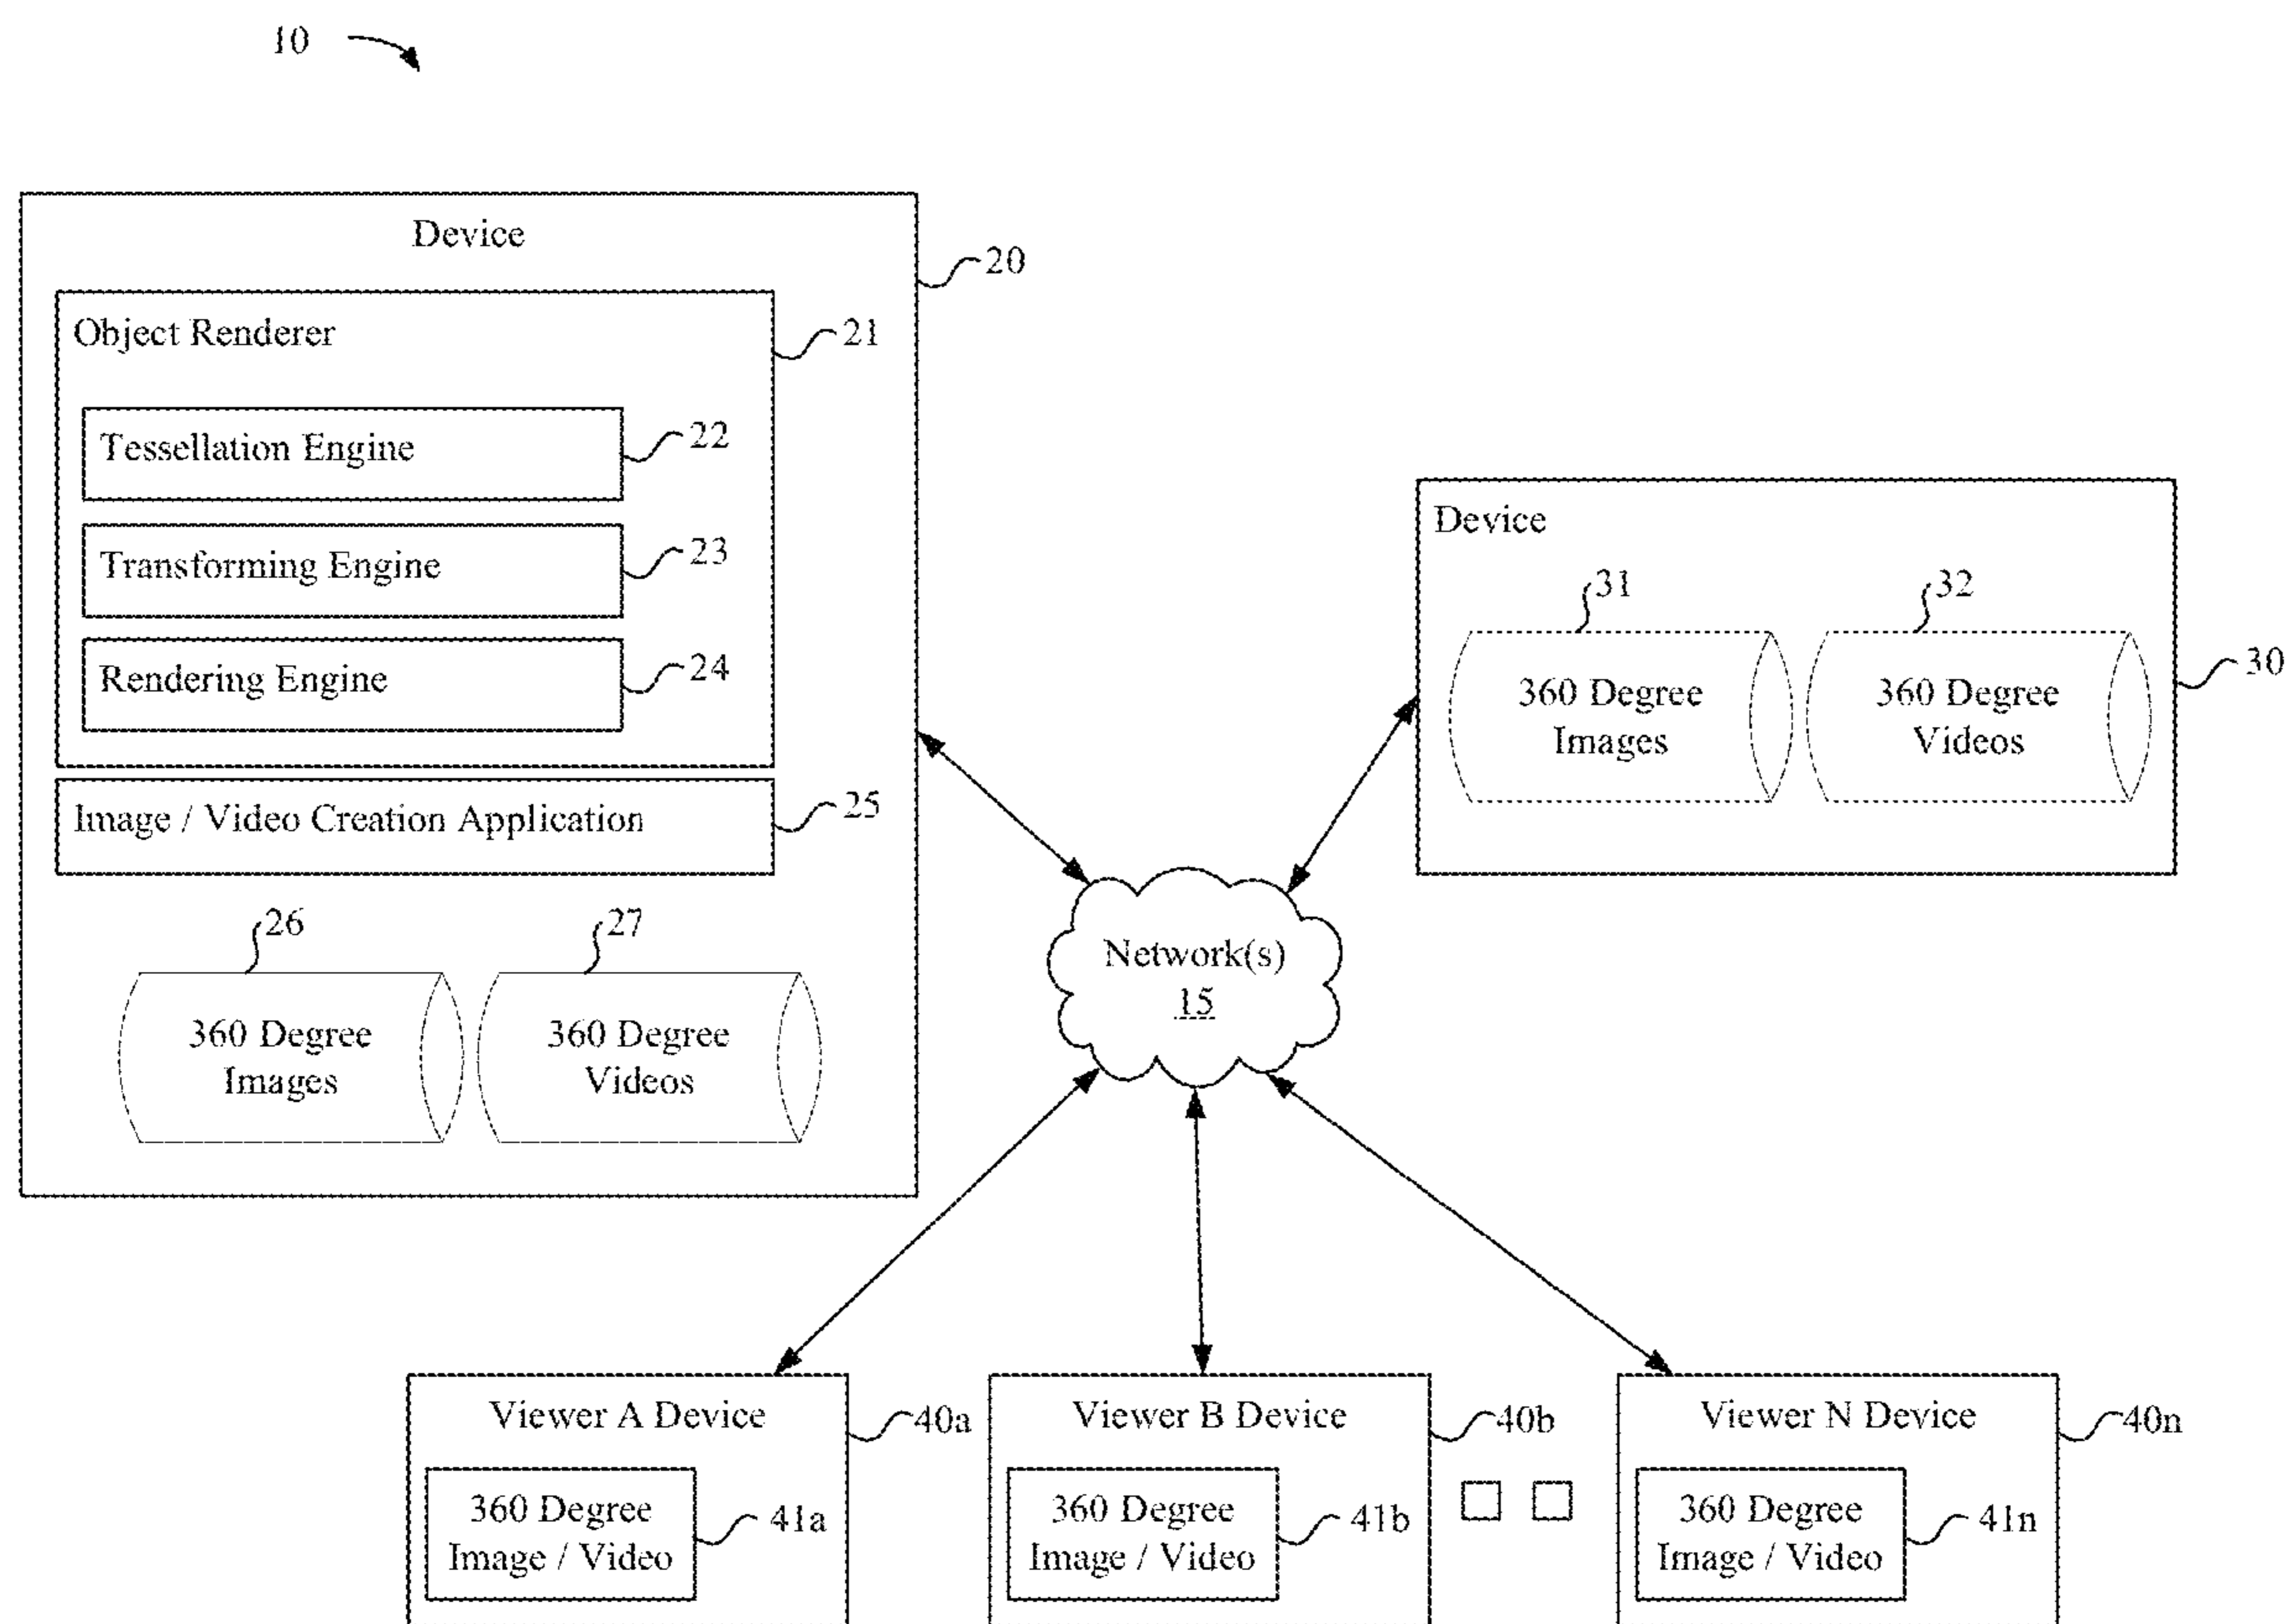 10
Device
20
Object Renderer
21
Tessellation Engine
22
Transforming Engine
23
Rendering Engine
24
Image / Video Creation Application
25
26
27
360 Degree
Images
360 Degree
Videos
Device
31
32
360 Degree
Images
360 Degree
Videos
30
Network(s)
15
Viewer A Device
40a
360 Degree
Image / Video
41a
Viewer B Device
40b
360 Degree
Image / Video
41b
Viewer N Device
40n
360 Degree
Image / Video
41n